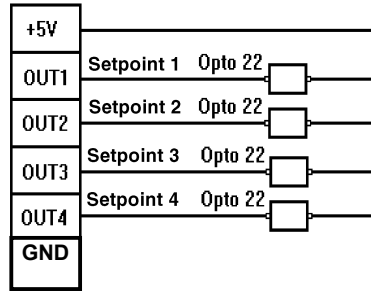 +5V
OUT1 Setpoint 1 Opto 22
OUT2 Setpoint 2 Opto 22
OUT3 Setpoint 3 Opto 22
OUT4 Setpoint 4 Opto 22
GND